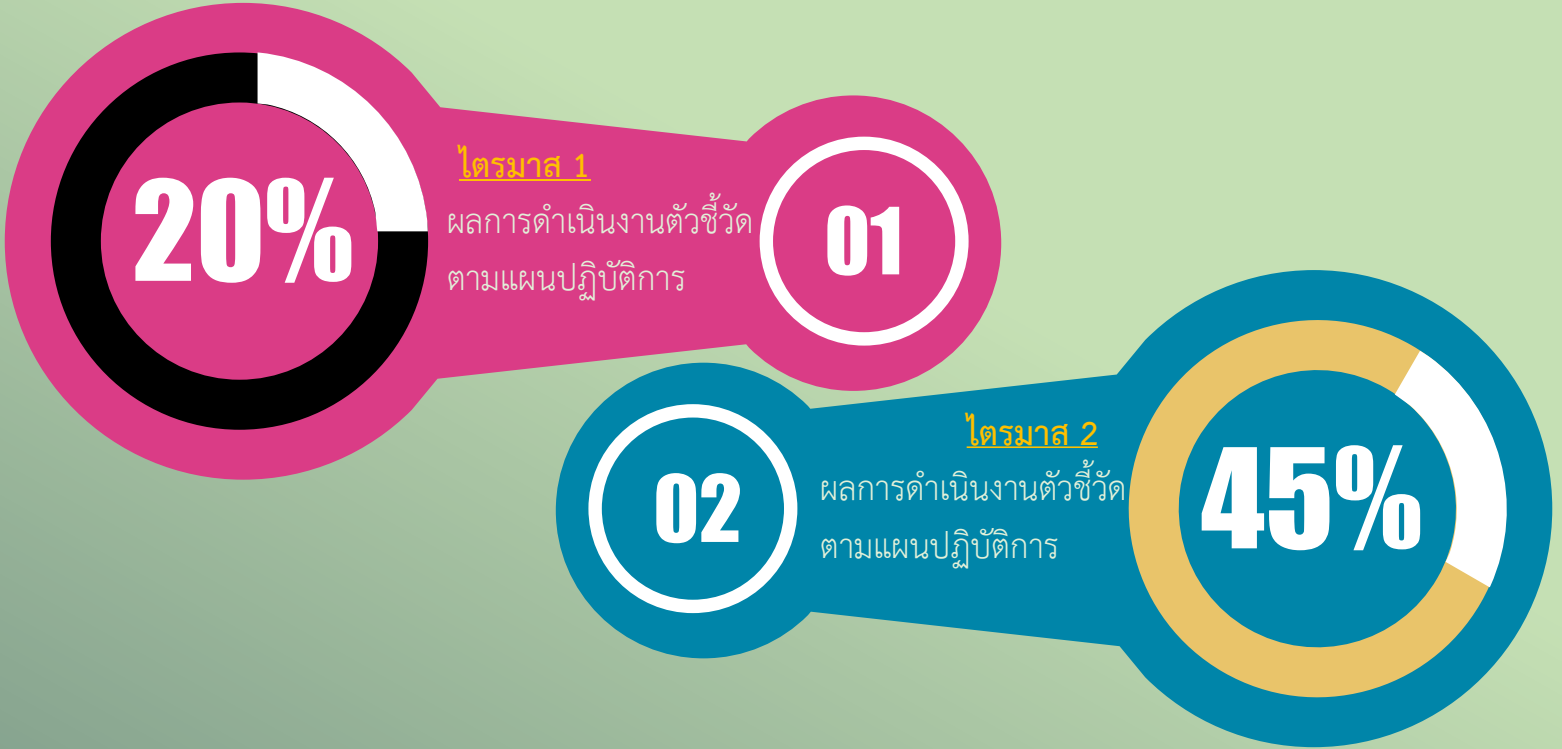 20%
ไตรมาส 1
ผลการดำเนินงานตัวชี้วัด
ตามแผนปฏิบัติการ
01
02
ไตรมาส 2
ผลการดำเนินงานตัวชี้วัด
ตามแผนปฏิบัติการ
45%